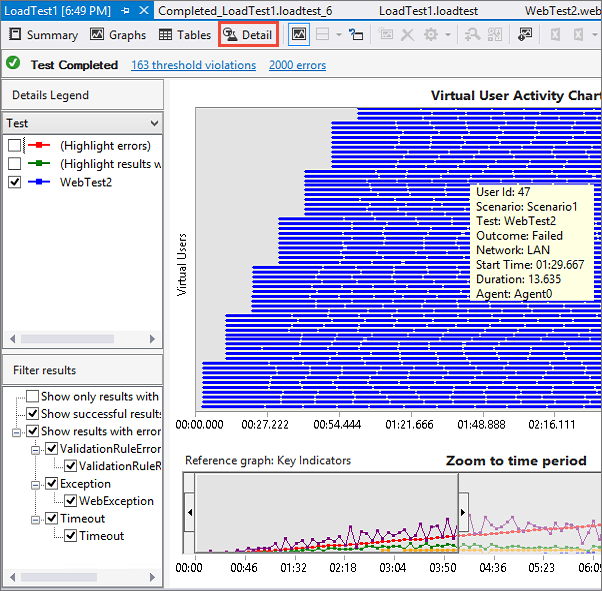 LoadTest1 [6:49 PM]
Completed_LoadTest1.loadtest_6
LoadTest1.loadtest
WebTest2.web
Summary
Graphs
Tables
Detail
Test Completed
163 threshold violations
2000 errors
Details Legend
Test
(Highlight errors)
(Highlight results w
WebTest2
Filter results
Show only results with
Show successful results
Show results with error
ValidationRuleError
ValidationRuleR
Exception
WebException
Timeout
Timeout
Virtual User Activity Chart
Virtual Users
User Id: 47
Scenario: Scenario1
Test: WebTest2
Outcome: Failed
Network: LAN
Start Time: 01:29.667
Duration: 13.635
Agent: Agent0
00:00.000 00:27.222 00:54.444 01:21.666 01:48.888 02:16.111
Reference graph: Key Indicators
Zoom to time period
00:00 00:46 01:32 02:18 03:04 03:50 04:36 05:23 06:09